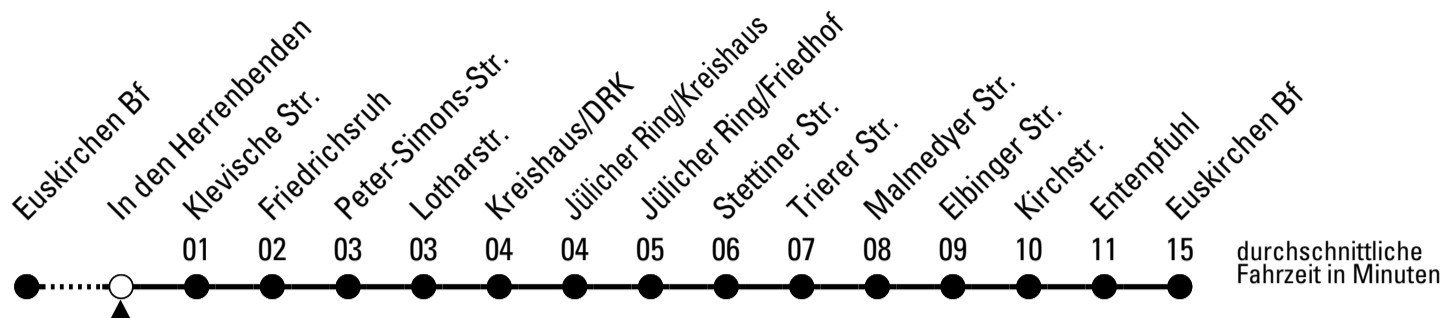 Euskirchen Bf
In den Herrenbenden
Klevische Str.
Friedrichsruh
Peter-Simons-Str.
Lotharstr.
Kreishaus/DRK
Jülicher Ring/Kreishaus
Jülicher Ring/Friedhof
Stettiner Str.
Trierer Str.
Malmedyer Str.
Elbinger Str.
Kirchstr.
Entenpfuhl
Euskirchen Bf
01 02 03 03 04 04 05 06 07 08 09 10 11 15
durchschnittliche
Fahrzeit in Minuten